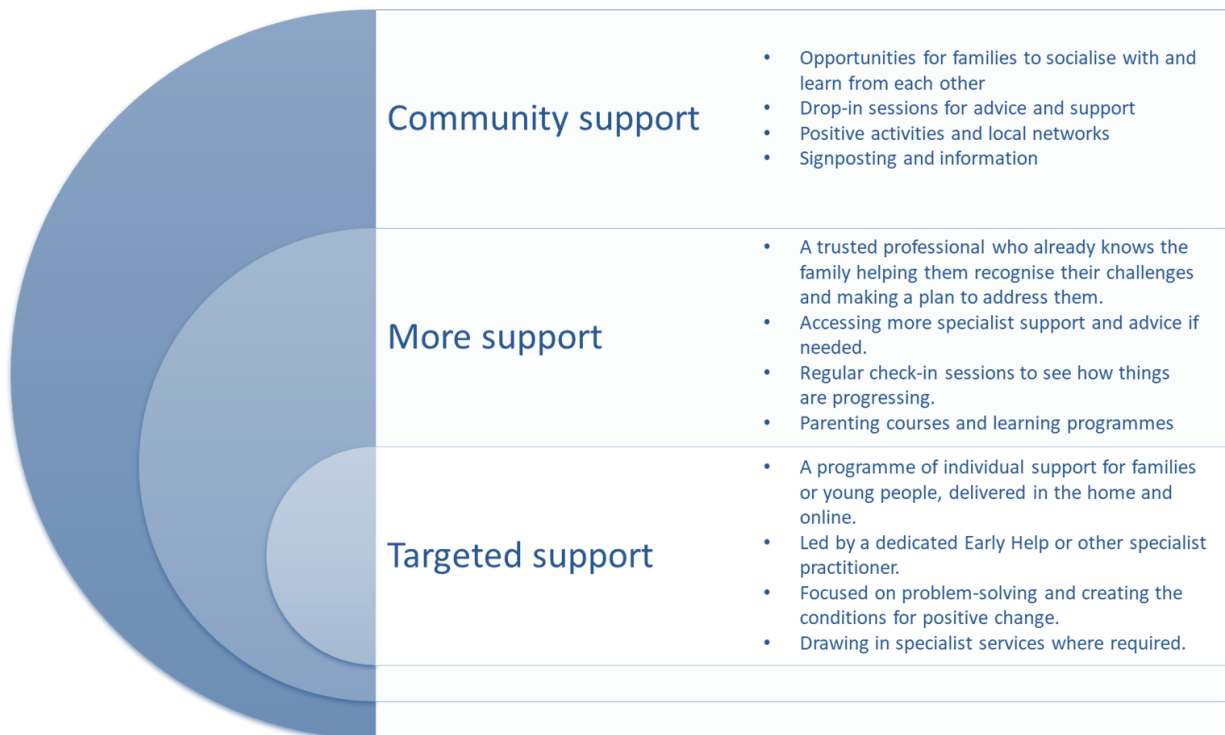 Community support
• Opportunities for families to socialise with and
learn from each other
• Drop-in sessions for advice and support
• Positive activities and local networks
• Signposting and information
More support
• A trusted professional who already knows the
family helping them recognise their challenges
and making a plan to address them.
• Accessing more specialist support and advice if
needed.
• Regular check-in sessions to see how things
are progressing.
• Parenting courses and learning programmes
Targeted support
• A programme of individual support for families
or young people, delivered in the home and
online.
• Led by a dedicated Early Help or other specialist
practitioner.
• Focused on problem-solving and creating the
conditions for positive change.
• Drawing in specialist services where required.